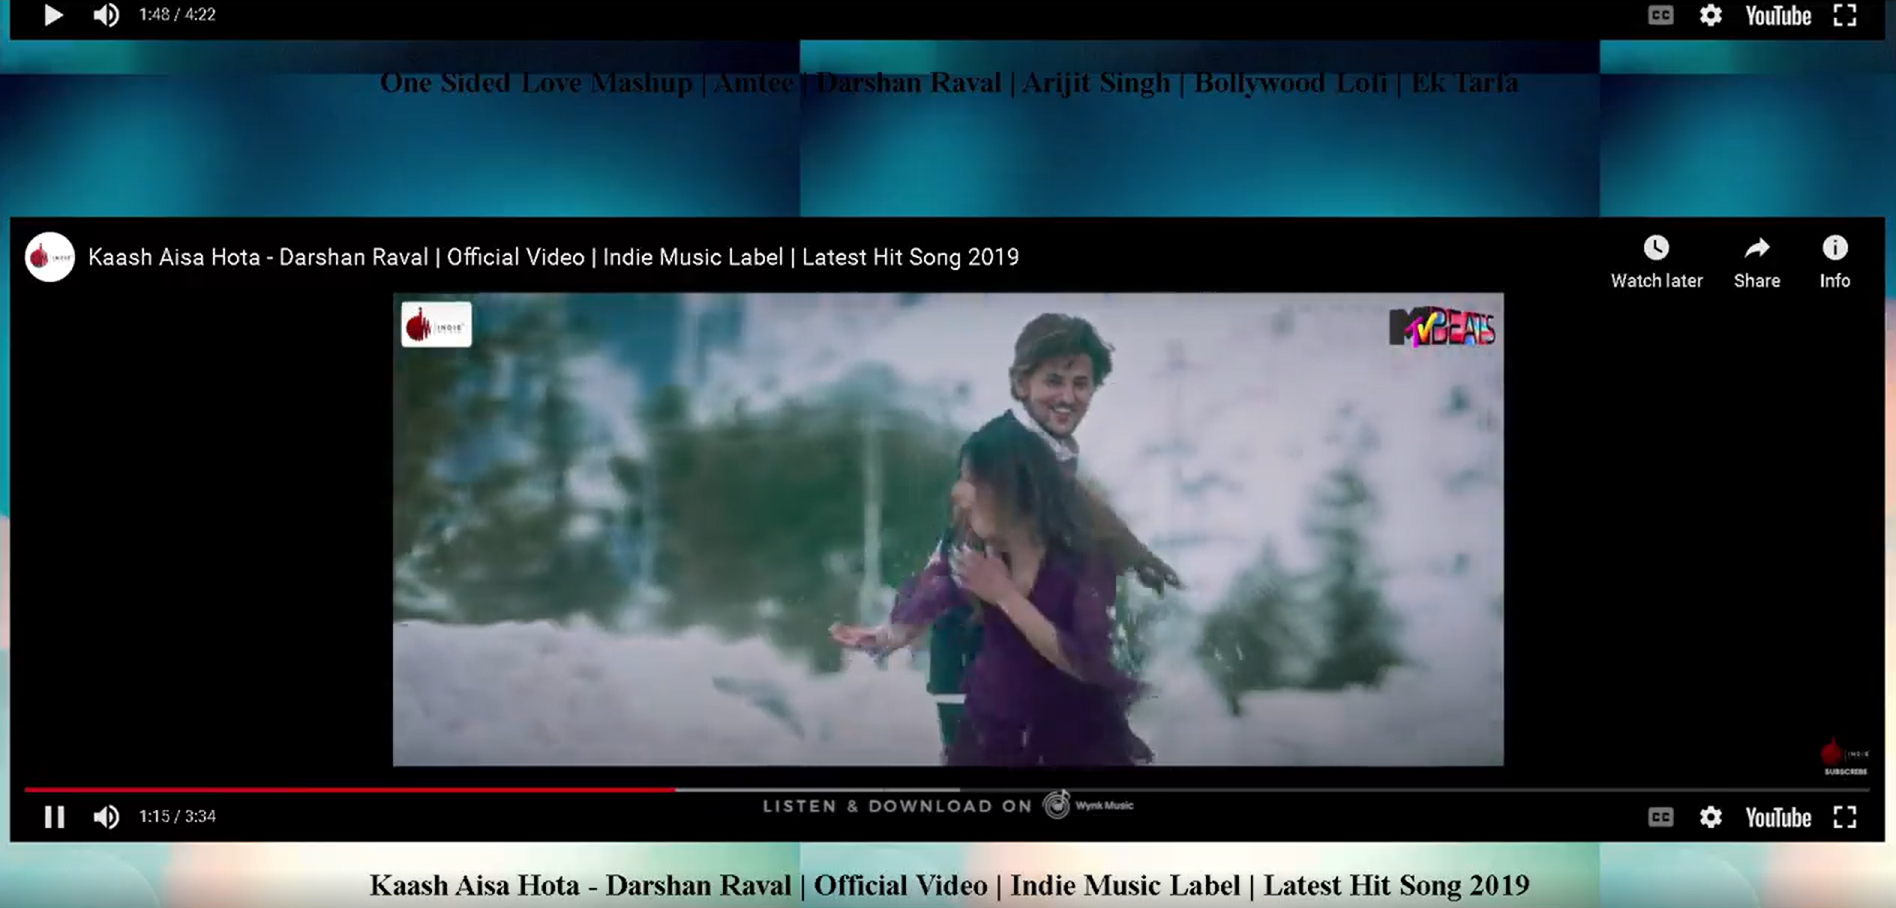 1:48 / 4:22
CC
YouTube
One Sided Love Mashup | Amtee | Darshan Raval | Arijit Singh | Bollywood Lofi | Ek Tarfa
INDIE
Kaash Aisa Hota - Darshan Raval | Official Video | Indie Music Label | Latest Hit Song 2019
Watch later
Share
Info
INDIE
MTV BEATS
INDIE
SUBSCRIBE
LISTEN & DOWNLOAD ON Wynk Music
1:15 / 3:34
CC
YouTube
Kaash Aisa Hota - Darshan Raval | Official Video | Indie Music Label | Latest Hit Song 2019